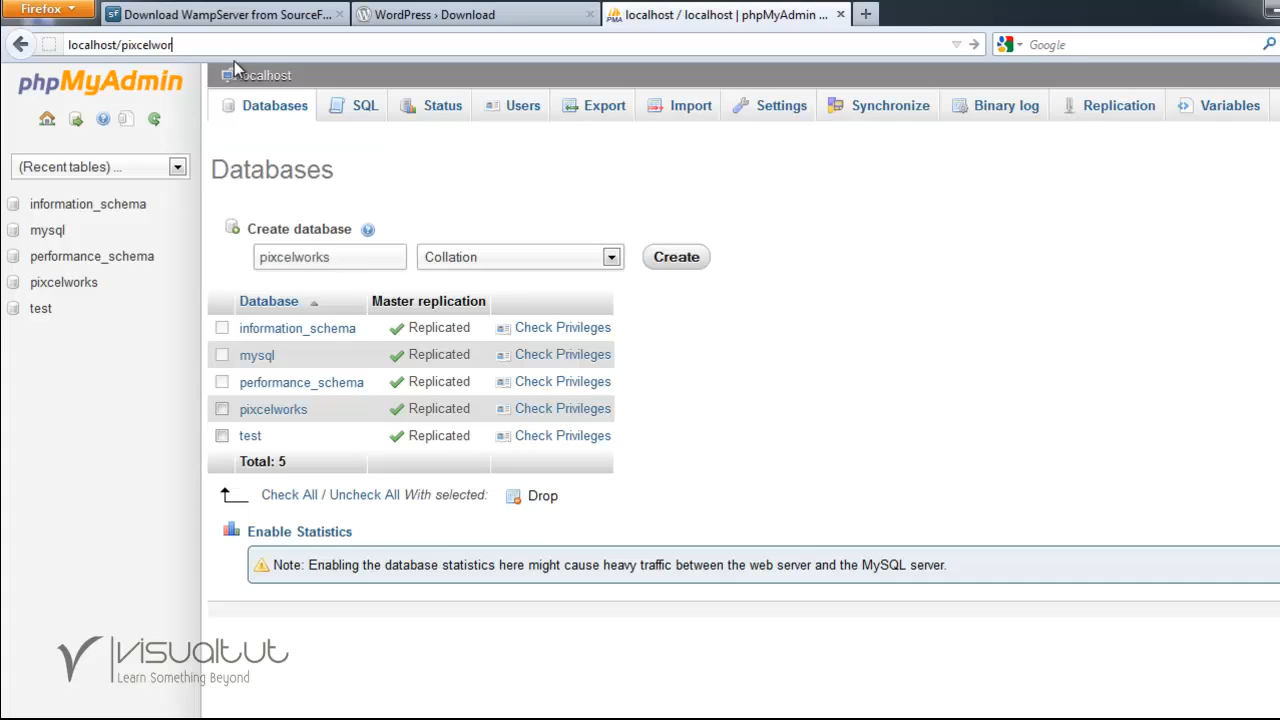 Firefox
Download WampServer from SourceF...
WordPress › Download
localhost / localhost | phpMyAdmin ...
localhost/pixcelwor
Google
phpMyAdmin
(Recent tables) ...
information_schema
mysql
performance_schema
pixcelworks
test
localhost
Databases
SQL
Status
Users
Export
Import
Settings
Synchronize
Binary log
Replication
Variables
Databases
Create database
pixcelworks
Collation
Create
Database Master replication
information_schema Replicated Check Privileges
mysql Replicated Check Privileges
performance_schema Replicated Check Privileges
pixcelworks Replicated Check Privileges
test Replicated Check Privileges
Total: 5
Check All / Uncheck All With selected: Drop
Enable Statistics
Note: Enabling the database statistics here might cause heavy traffic between the web server and the MySQL server.
visualtut
Learn Something Beyond